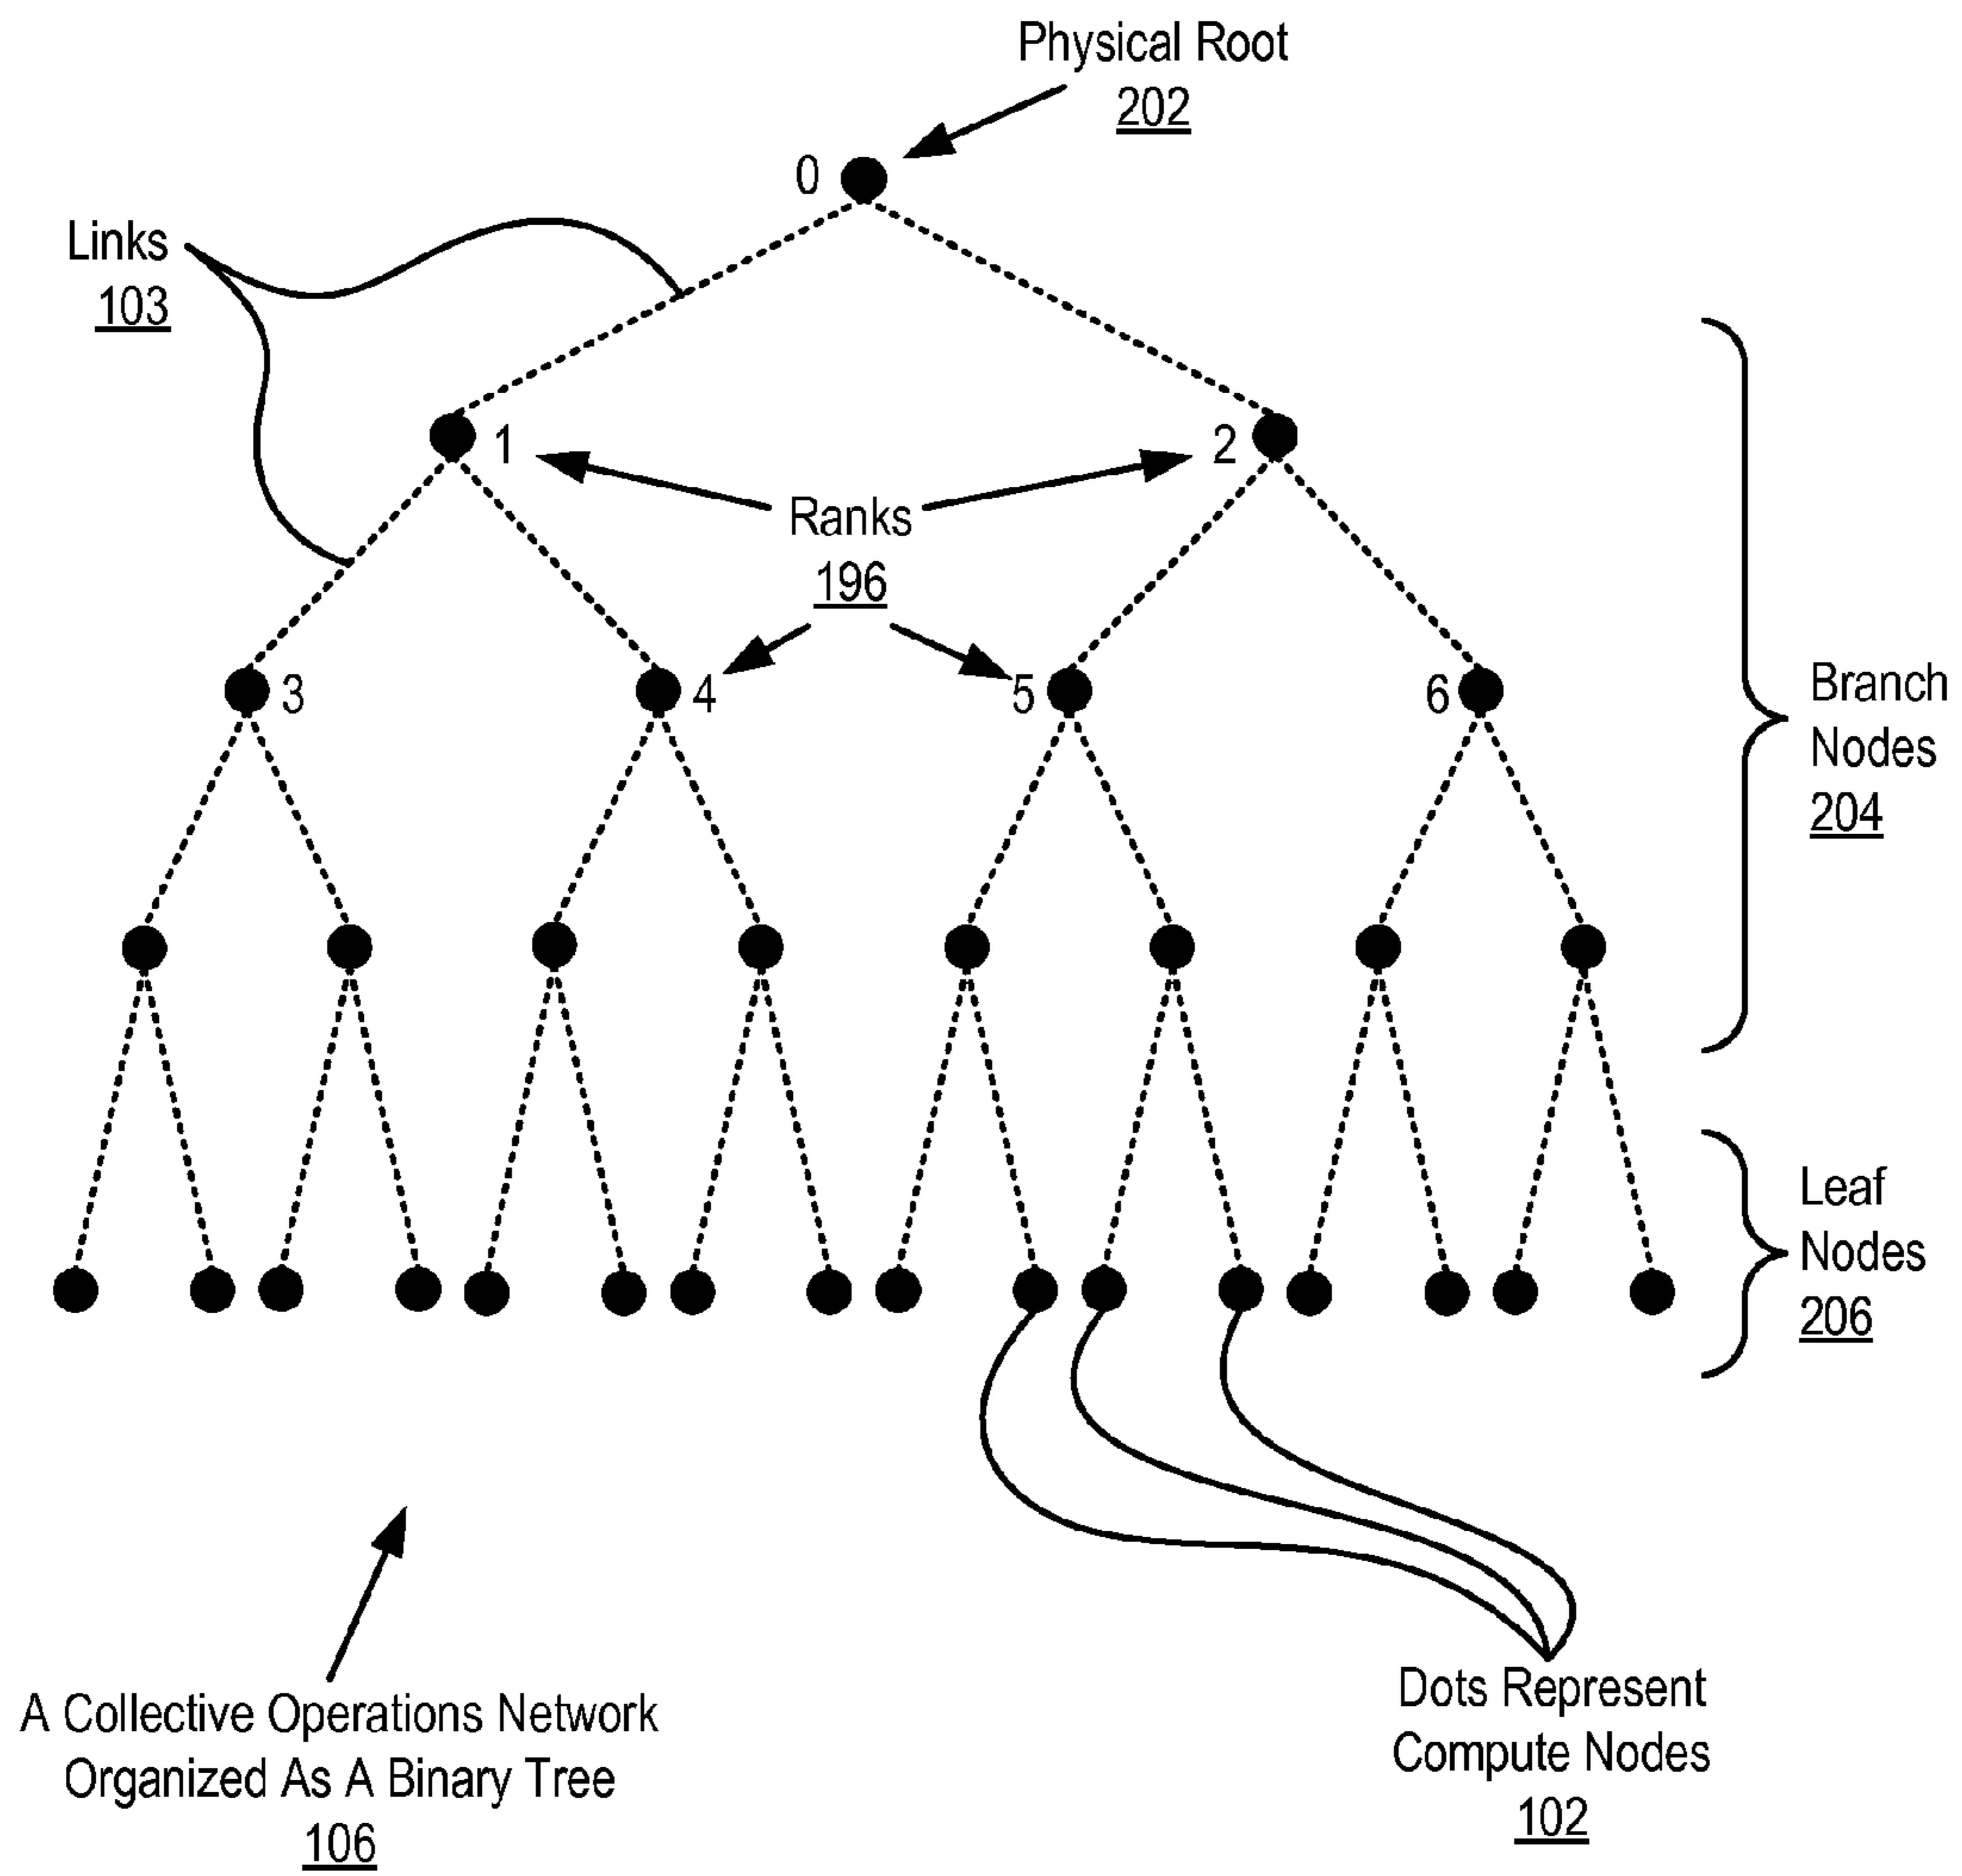 Physical Root
202
0
Links
103
1
2
Ranks
196
3
4
5
6
Branch
Nodes
204
Leaf
Nodes
206
A Collective Operations Network
Organized As A Binary Tree
106
Dots Represent
Compute Nodes
102